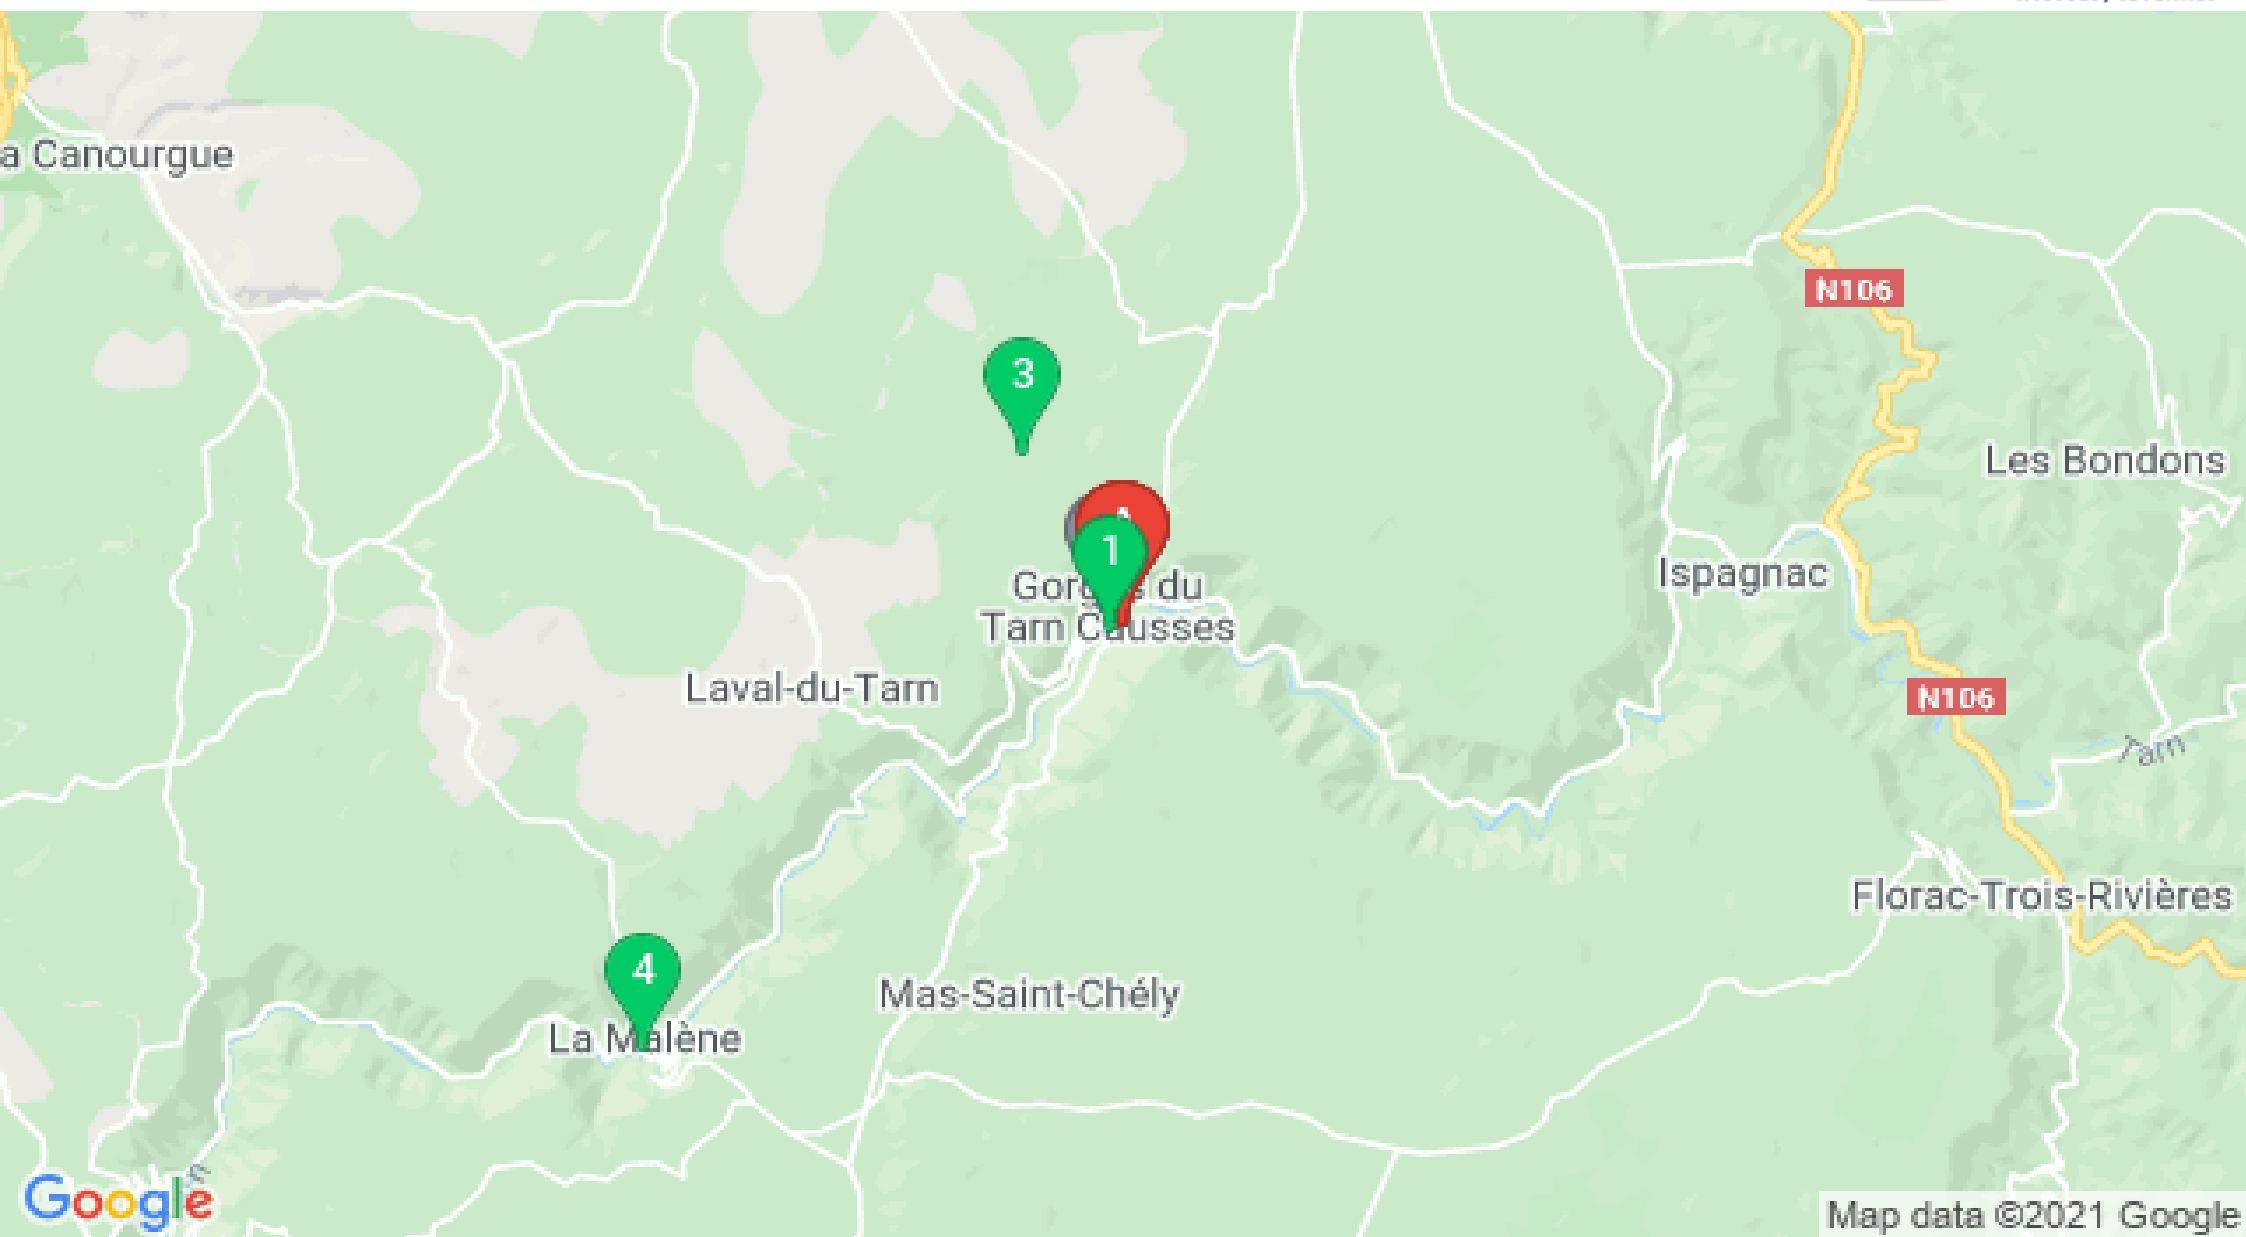 a Canourgue
N106
3
Les Bondons
1
Gorges du
Tarn Causses
Ispagnac
Laval-du-Tarn
N106
Tarn
Florac-Trois-Rivières
4
La Malène
Mas-Saint-Chély
Google
Map data ©2021 Google